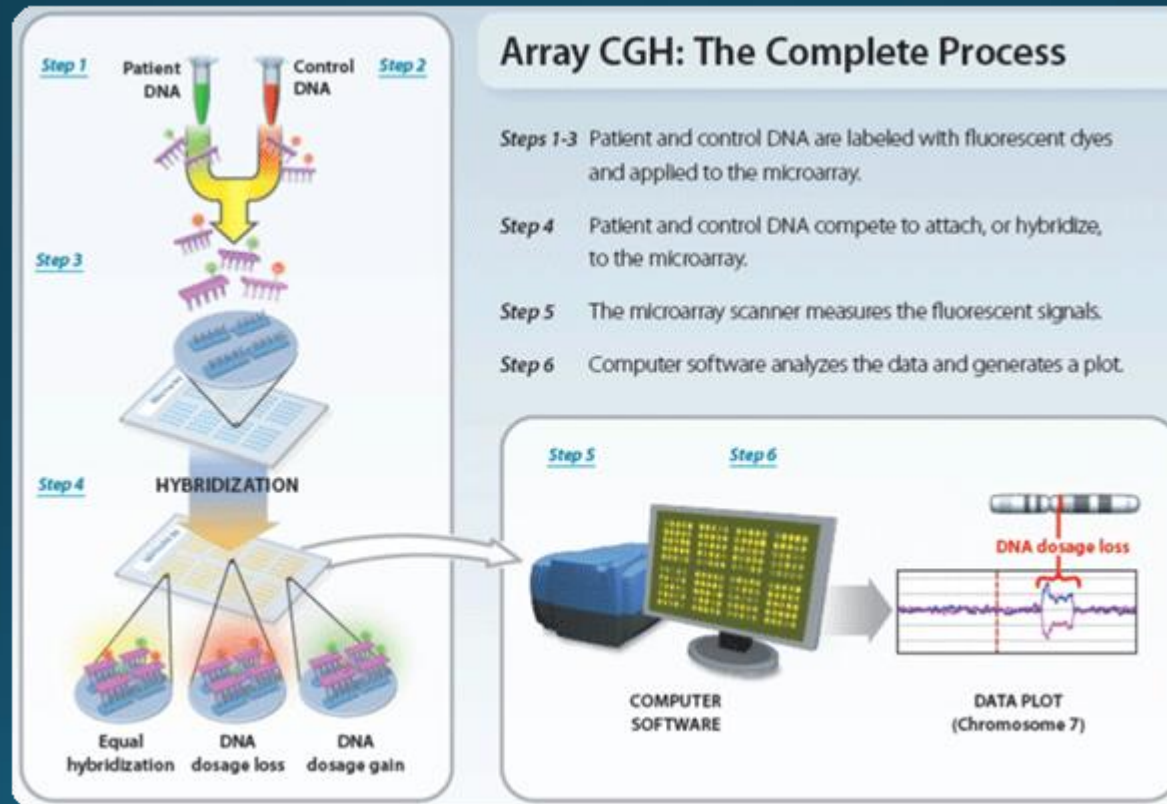 Array CGH: The Complete Process
Step 1
Patient
DNA
Control
DNA
Step 2
Step 3
Step 4
HYBRIDIZATION
Equal
hybridization
DNA
dosage loss
DNA
dosage gain
Steps 1-3 Patient and control DNA are labeled with fluorescent dyes
and applied to the microarray.
Step 4 Patient and control DNA compete to attach, or hybridize,
to the microarray.
Step 5 The microarray scanner measures the fluorescent signals.
Step 6 Computer software analyzes the data and generates a plot.
Step 5
Step 6
DNA dosage loss
COMPUTER
SOFTWARE
DATA PLOT
(Chromosome 7)